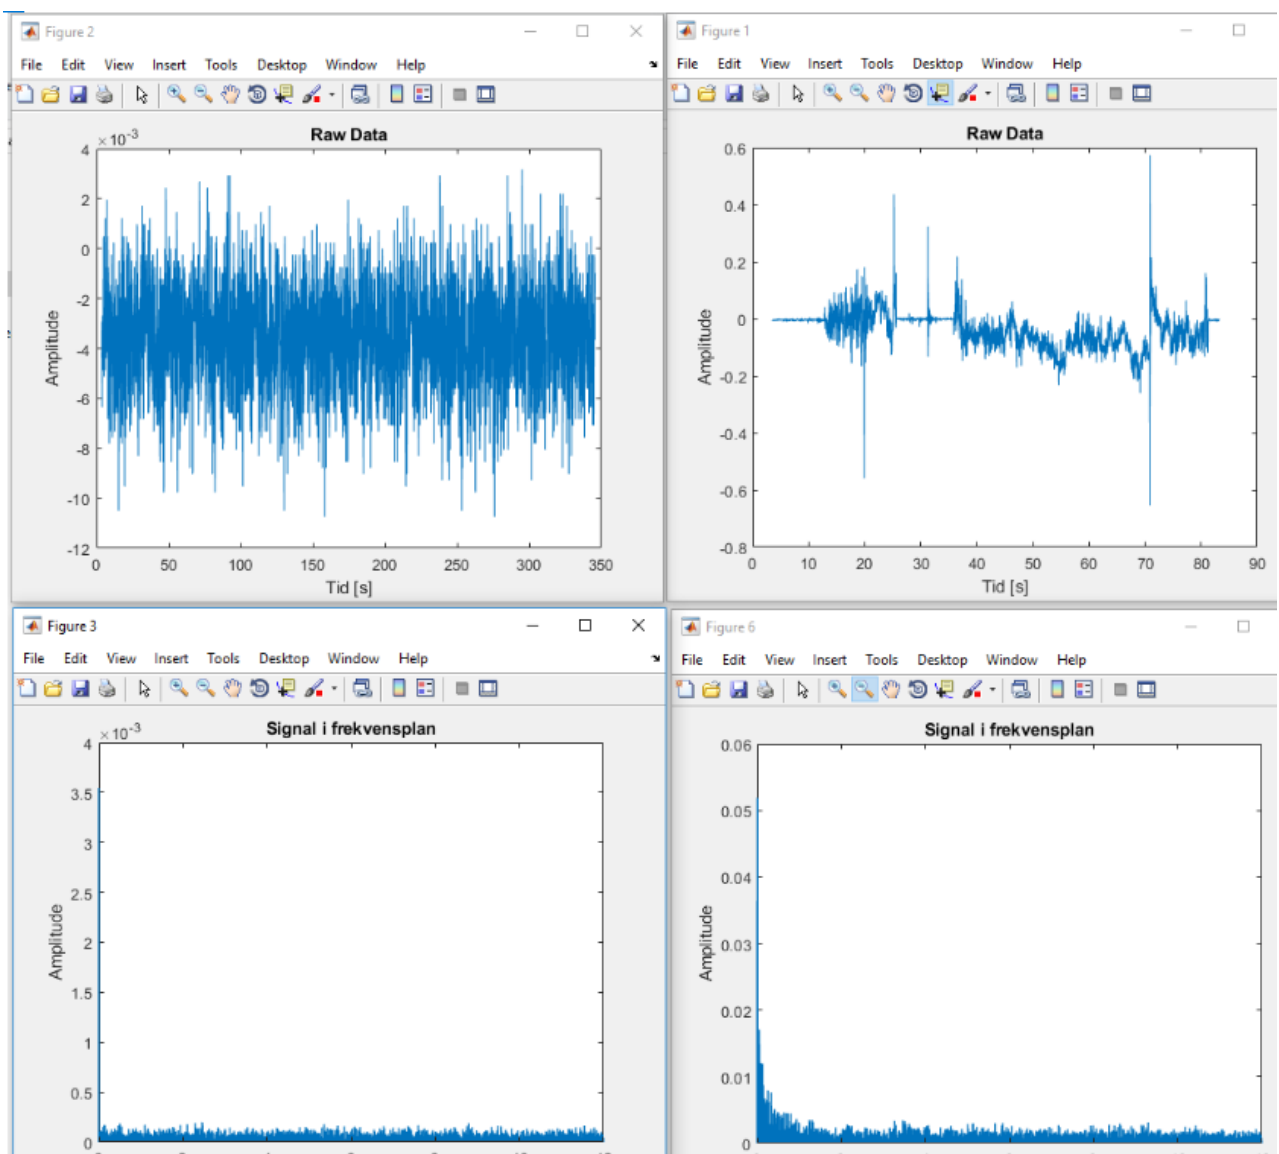 Figure 2
File Edit View Insert Tools Desktop Window Help
Raw Data
×10^-3
4
2
0
-2
-4
-6
-8
-10
-12
Amplitude
0 50 100 150 200 250 300 350
Tid [s]
Figure 1
File Edit View Insert Tools Desktop Window Help
Raw Data
0.6
0.4
0.2
0
-0.2
-0.4
-0.6
-0.8
Amplitude
0 10 20 30 40 50 60 70 80 90
Tid [s]
Figure 3
File Edit View Insert Tools Desktop Window Help
Signal i frekvensplan
×10^-3
4
3.5
3
2.5
2
1.5
1
0.5
0
Amplitude
Figure 6
File Edit View Insert Tools Desktop Window Help
Signal i frekvensplan
0.06
0.05
0.04
0.03
0.02
0.01
0
Amplitude